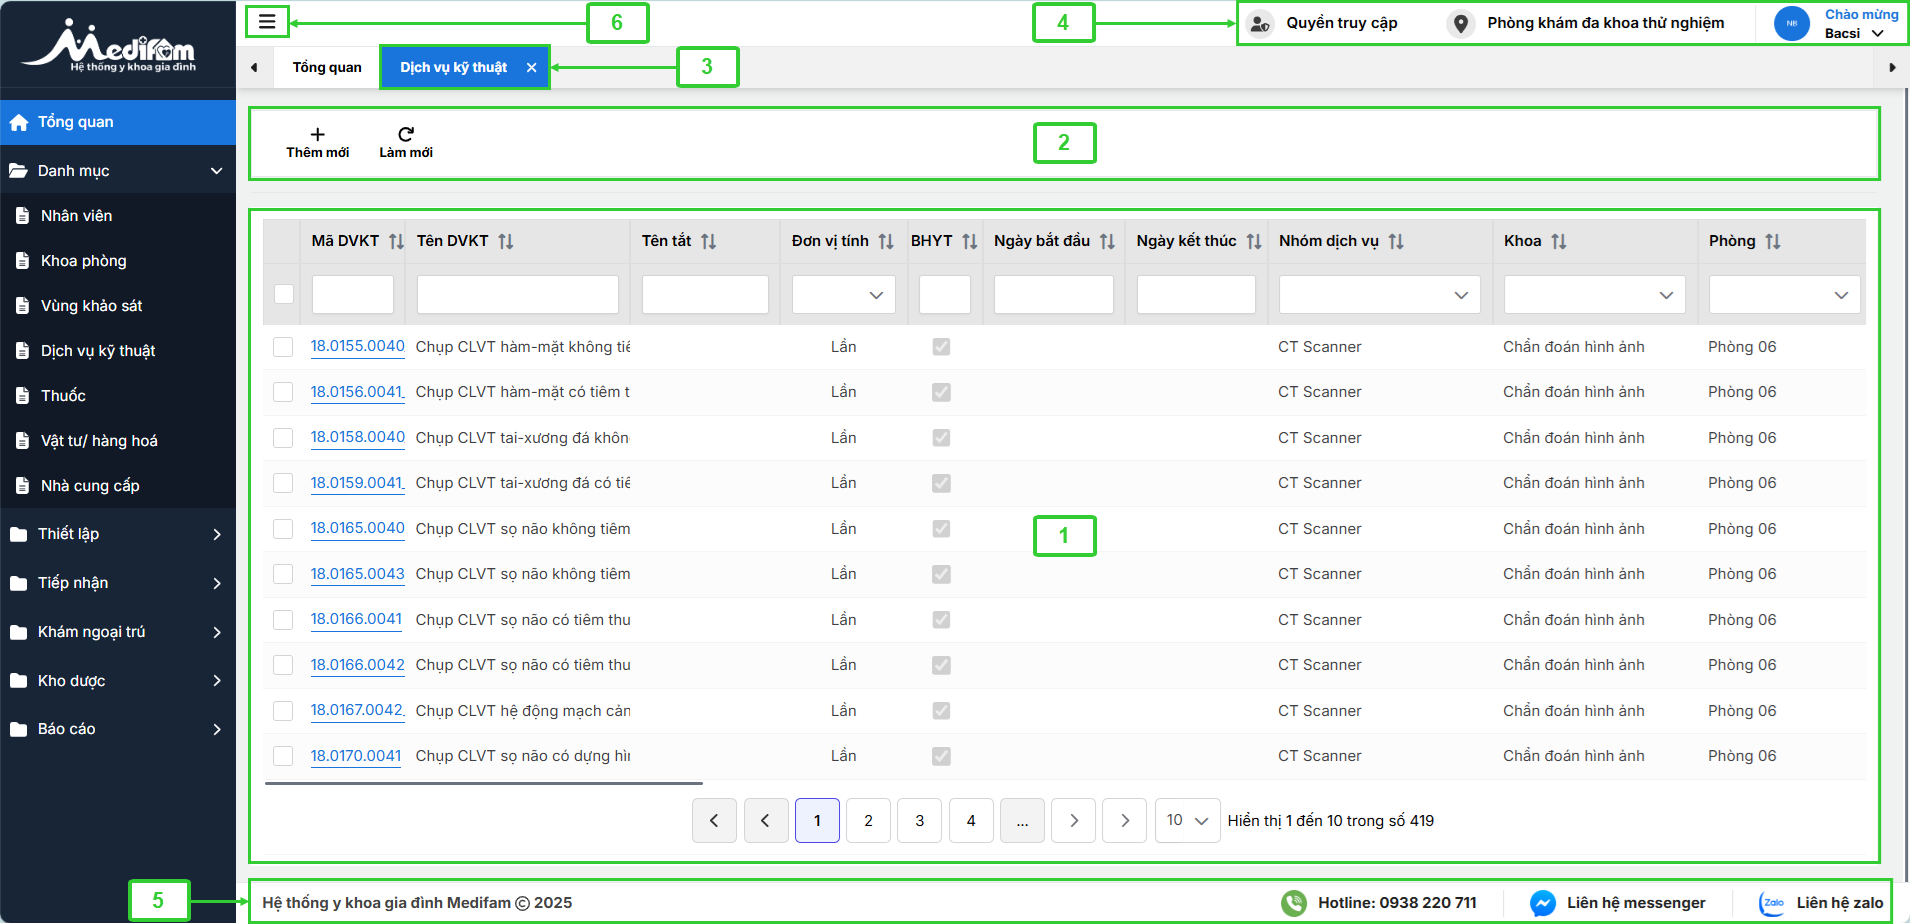 Medifam
Hệ thống y khoa gia đình
6
4
Quyền truy cập
Phòng khám đa khoa thử nghiệm
NB
Chào mừng
Bacsi
Tổng quan
Dịch vụ kỹ thuật
3
Tổng quan
Danh mục
Nhân viên
Khoa phòng
Vùng khảo sát
Dịch vụ kỹ thuật
Thuốc
Vật tư/ hàng hoá
Nhà cung cấp
Thiết lập
Tiếp nhận
Khám ngoại trú
Kho dược
Báo cáo
Thêm mới
Làm mới
2
Mã DVKT Tên DVKT Tên tắt Đơn vị tính BHYT Ngày bắt đầu Ngày kết thúc Nhóm dịch vụ Khoa Phòng
18.0155.0040 Chụp CLVT hàm-mặt không tiê Lần CT Scanner Chẩn đoán hình ảnh Phòng 06
18.0156.0041_ Chụp CLVT hàm-mặt có tiêm t Lần CT Scanner Chẩn đoán hình ảnh Phòng 06
18.0158.0040 Chụp CLVT tai-xương đá khôn Lần CT Scanner Chẩn đoán hình ảnh Phòng 06
18.0159.0041_ Chụp CLVT tai-xương đá có tiê Lần CT Scanner Chẩn đoán hình ảnh Phòng 06
18.0165.0040 Chụp CLVT sọ não không tiêm Lần CT Scanner Chẩn đoán hình ảnh Phòng 06
1
18.0165.0043 Chụp CLVT sọ não không tiêm Lần CT Scanner Chẩn đoán hình ảnh Phòng 06
18.0166.0041 Chụp CLVT sọ não có tiêm thu Lần CT Scanner Chẩn đoán hình ảnh Phòng 06
18.0166.0042 Chụp CLVT sọ não có tiêm thu Lần CT Scanner Chẩn đoán hình ảnh Phòng 06
18.0167.0042_ Chụp CLVT hệ động mạch cản Lần CT Scanner Chẩn đoán hình ảnh Phòng 06
18.0170.0041 Chụp CLVT sọ não có dựng hìn Lần CT Scanner Chẩn đoán hình ảnh Phòng 06
1 2 3 4 ... 10 Hiển thị 1 đến 10 trong số 419
5
Hệ thống y khoa gia đình Medifam © 2025
Hotline: 0938 220 711
Liên hệ messenger
Zalo
Liên hệ zalo